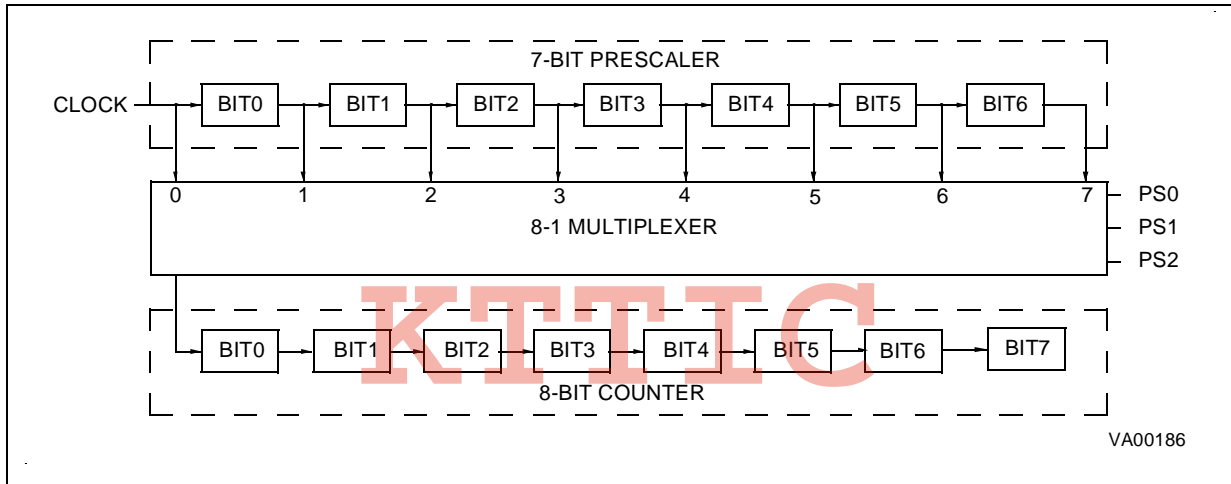 7-BIT PRESCALER
CLOCK BIT0 BIT1 BIT2 BIT3 BIT4 BIT5 BIT6
0 1 2 3 4 5 6 7 PS0
8-1 MULTIPLEXER PS1
PS2
KTTIC
BIT0 BIT1 BIT2 BIT3 BIT4 BIT5 BIT6 BIT7
8-BIT COUNTER
VA00186